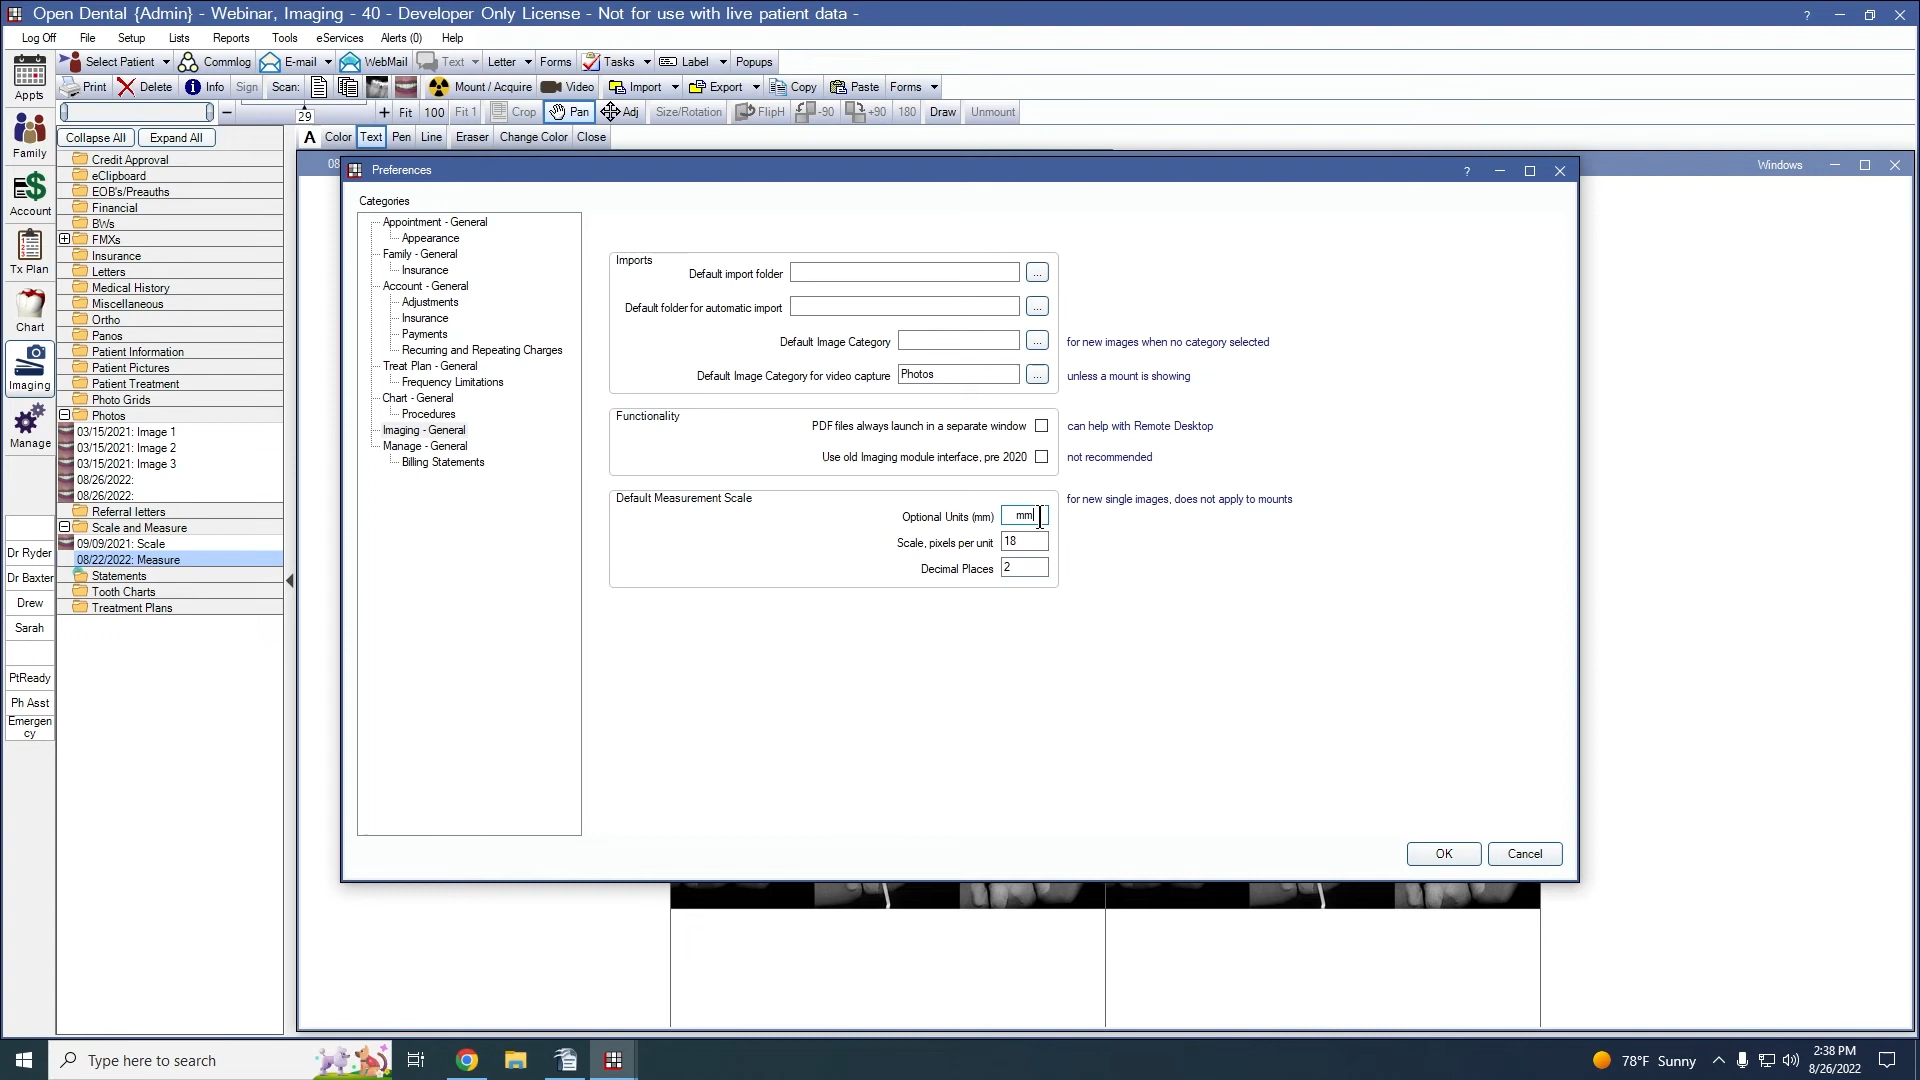 Open Dental {Admin} - Webinar, Imaging - 40 - Developer Only License - Not for use with live patient data -
Log Off File Setup Lists Reports Tools eServices Alerts (0) Help
Select Patient Commlog E-mail WebMail Text Letter Forms Tasks Label Popups
Print Delete Info Sign Scan: Mount / Acquire Video Import Export Copy Paste Forms
29 Fit 100 Fit 1 Crop Pan Adj Size/Rotation FlipH -90 +90 180 Draw Unmount
Collapse All Expand All
A Color Text Pen Line Eraser Change Color Close
Appts
Family
Account
Tx Plan
Chart
Imaging
Manage
Dr Ryder
Dr Baxter
Drew
Sarah
PtReady
Ph Asst
Emergen
cy
Credit Approval
eClipboard
EOB's/Preauths
Financial
BWs
FMXs
Insurance
Letters
Medical History
Miscellaneous
Ortho
Panos
Patient Information
Patient Pictures
Patient Treatment
Photo Grids
Photos
03/15/2021: Image 1
03/15/2021: Image 2
03/15/2021: Image 3
08/26/2022:
08/26/2022:
Referral letters
Scale and Measure
09/09/2021: Scale
08/22/2022: Measure
Statements
Tooth Charts
Treatment Plans
08
Windows
Preferences
Categories
Appointment - General
Appearance
Family - General
Insurance
Account - General
Adjustments
Insurance
Payments
Recurring and Repeating Charges
Treat Plan - General
Frequency Limitations
Chart - General
Procedures
Imaging - General
Manage - General
Billing Statements
Imports
Default import folder ...
Default folder for automatic import ...
Default Image Category ... for new images when no category selected
Default Image Category for video capture Photos ... unless a mount is showing
Functionality
PDF files always launch in a separate window can help with Remote Desktop
Use old Imaging module interface, pre 2020 not recommended
Default Measurement Scale for new single images, does not apply to mounts
Optional Units (mm) mm
Scale, pixels per unit 18
Decimal Places 2
OK Cancel
Type here to search
78°F Sunny
2:38 PM
8/26/2022